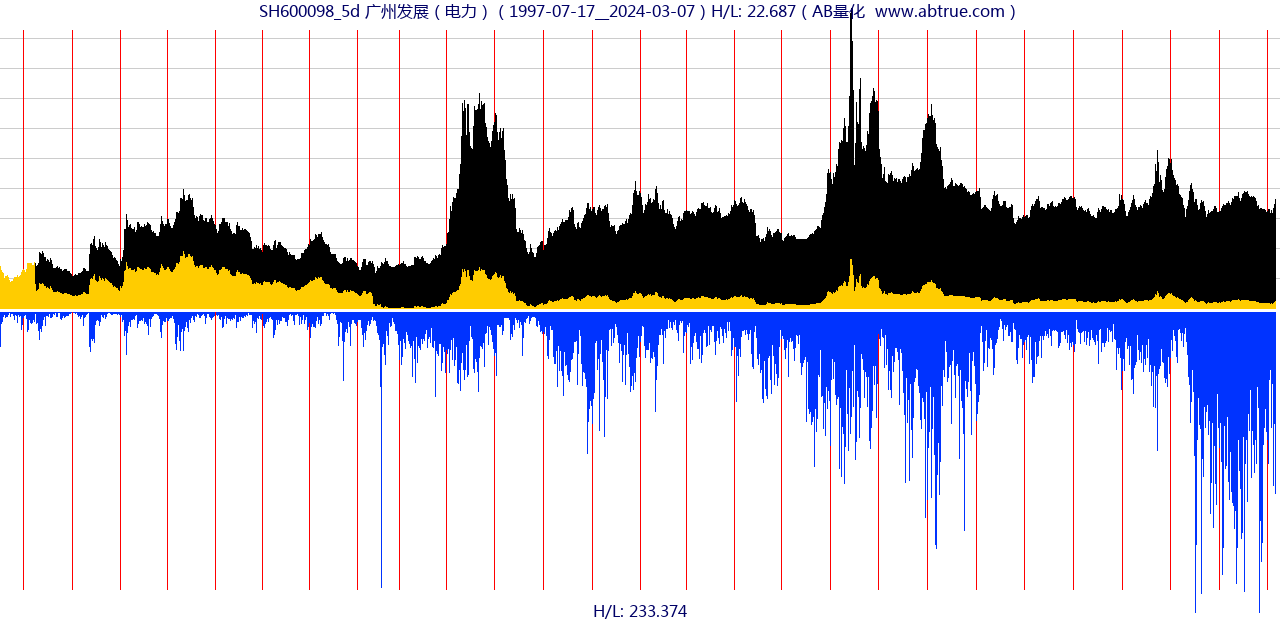 SH600098_5d 广州发展 ( 电力 ) ( 1997-07-17__2024-03-07 ) H/L: 22.687 ( AB量化 www.abtrue.com )
H/L: 233.374